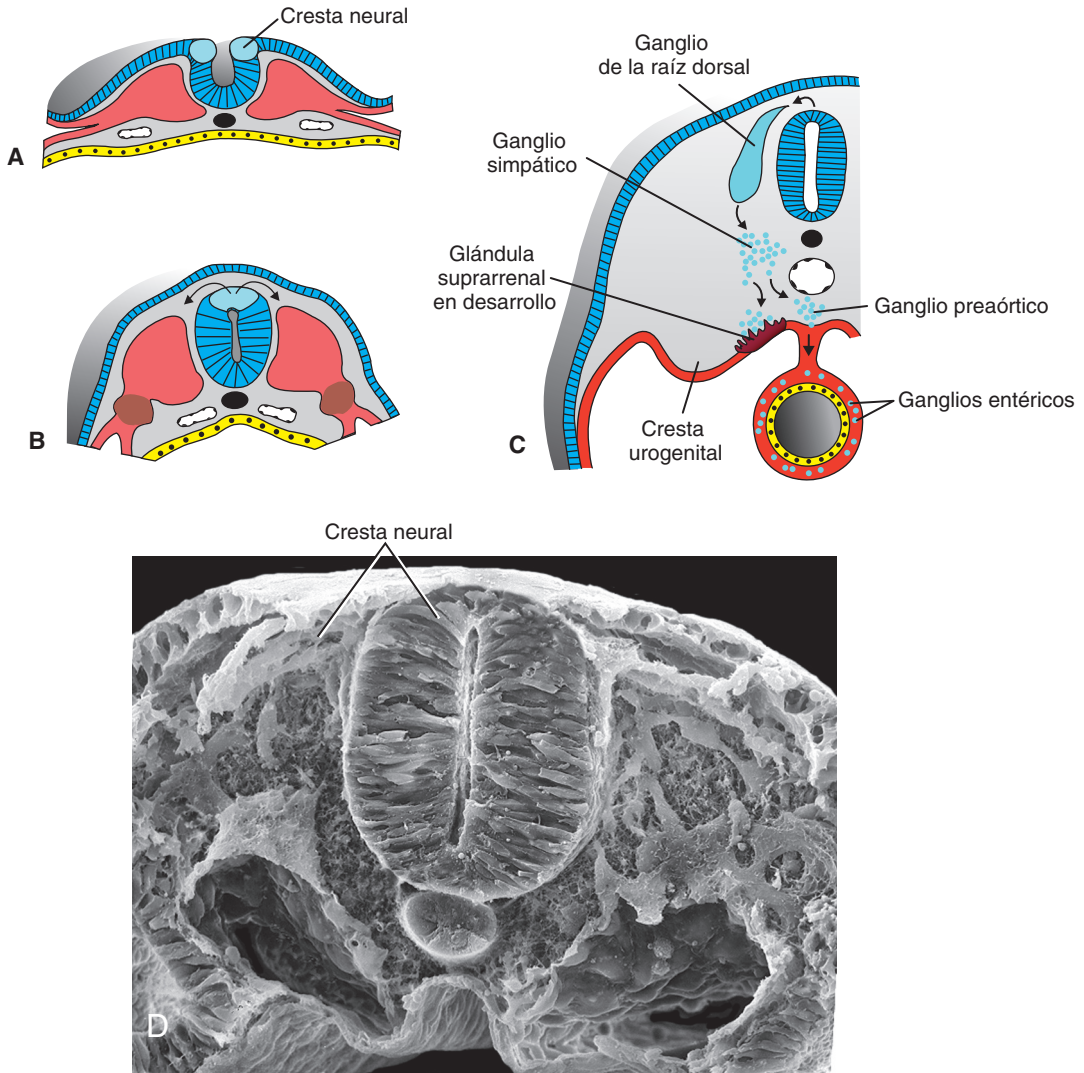 Cresta neural
A
B
Ganglio
de la raíz dorsal
Ganglio
simpático
Glándula
suprarrenal
en desarrollo
Ganglio preaórtico
Ganglios entéricos
Cresta
urogenital
C
Cresta neural
D